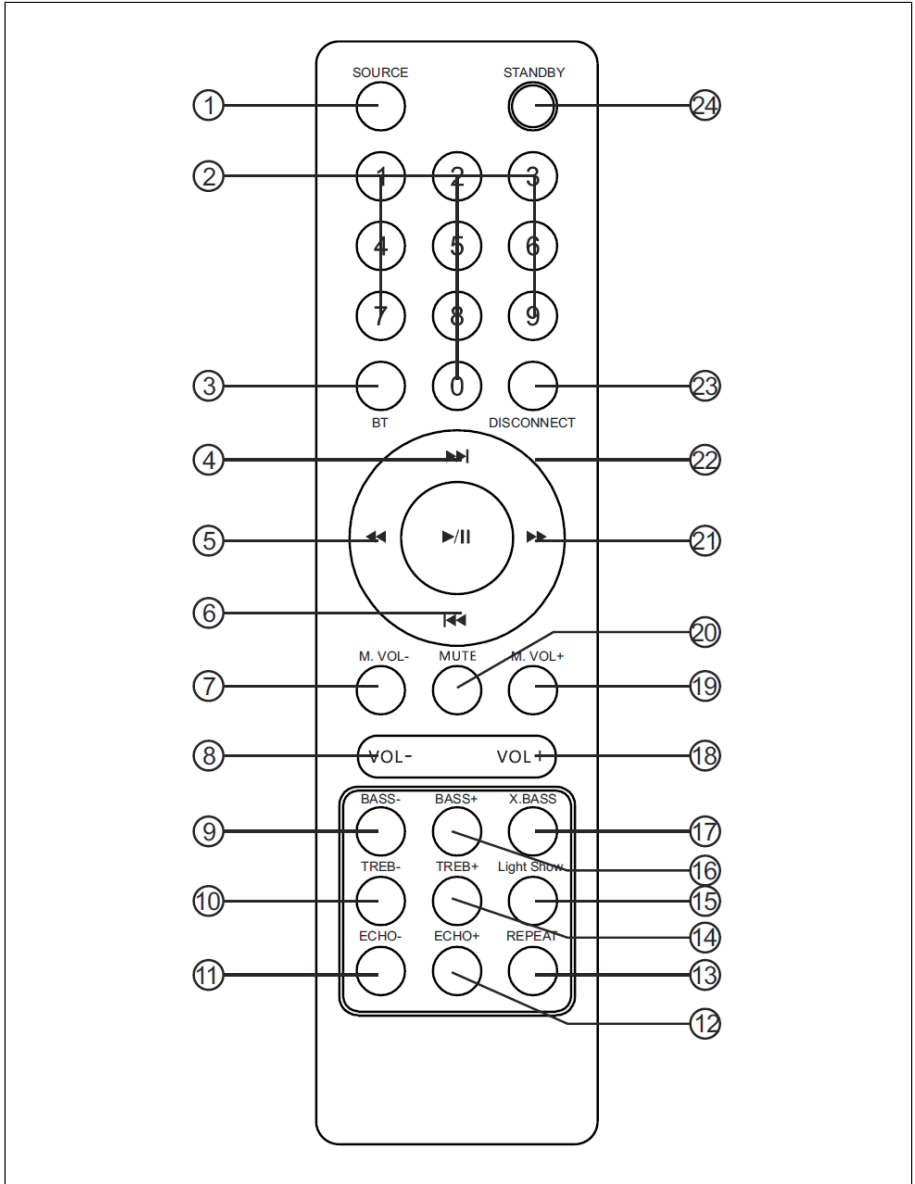 SOURCE STANDBY
① ㉔
② 1 2 3
4 5 6
7 8 9
③ 0 ㉓
BT DISCONNECT
④ ⏭ ㉒
⑤ ◀◀ ▶/II ▶▶ ㉑
⑥ ⏮
⑳
M. VOL- MUTE M. VOL+
⑦ ⑲
⑧ VOL- VOL+ ⑱
BASS- BASS+ X.BASS
⑨ ⑰
⑯
TREB- TREB+ Light Show
⑩ ⑮
⑭
ECHO- ECHO+ REPEAT
⑪ ⑬
⑫